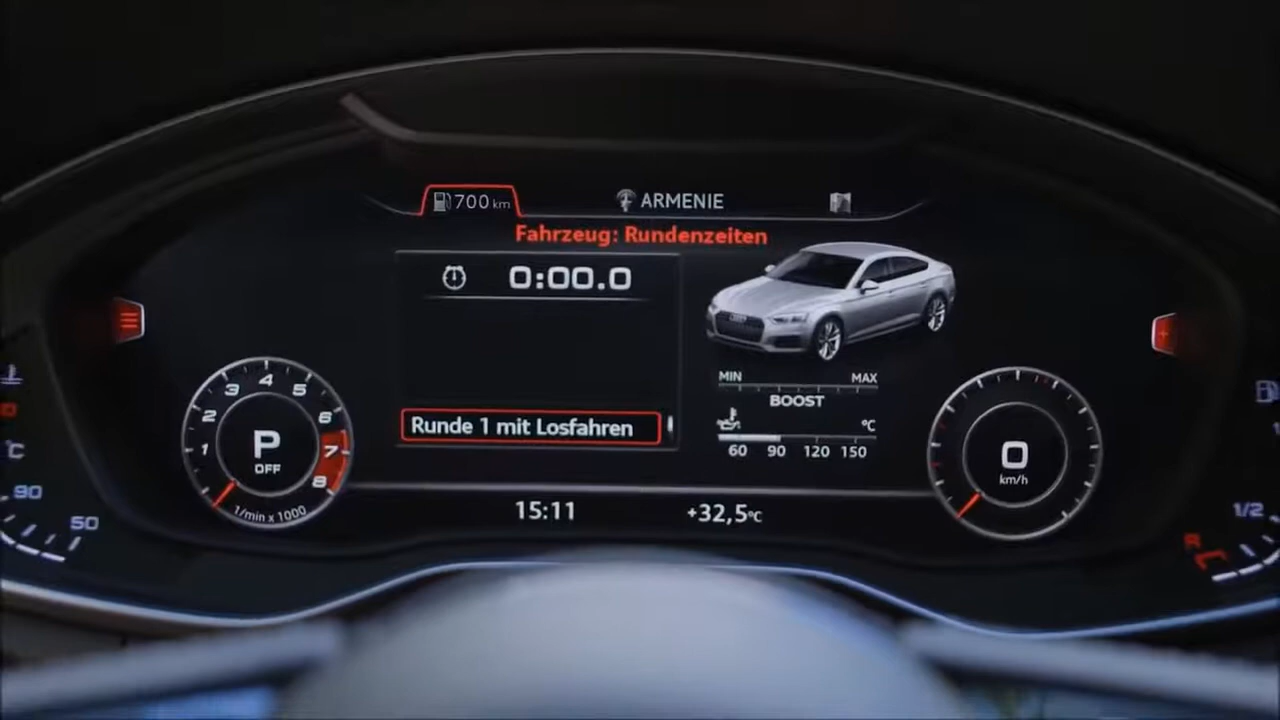 700 km
ARMENIE
Fahrzeug: Rundenzeiten
0:00.0
MIN MAX
BOOST
Runde 1 mit Losfahren
°C
60 90 120 150
1 2 3 4 5 6 7 8
P
OFF
1/min x 1000
0
km/h
°C
90
50
1/2
R
15:11
+32,5°C